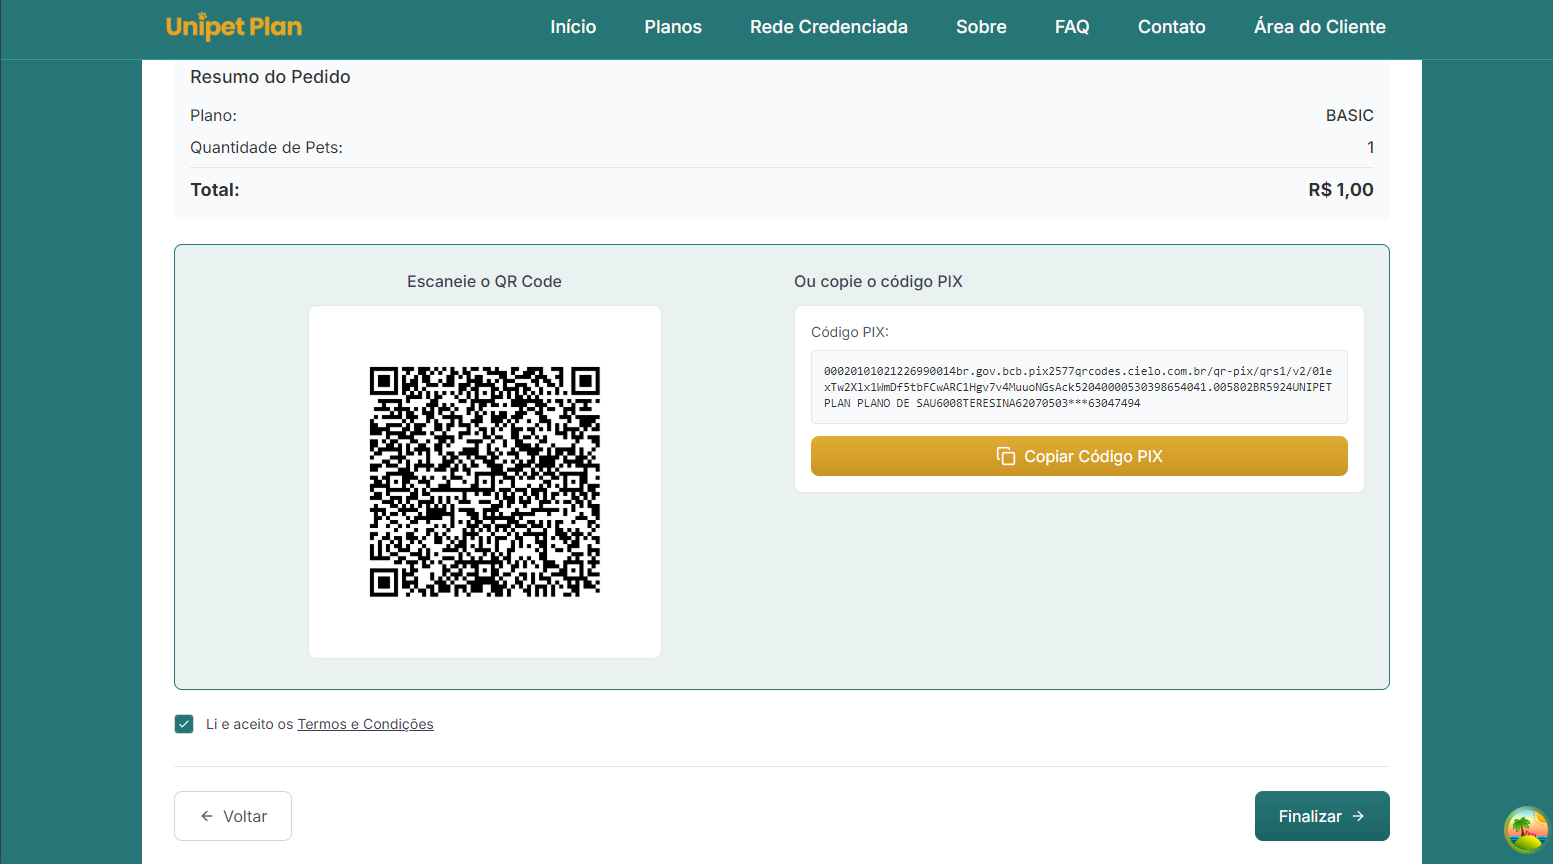 Unipet Plan
Início
Planos
Rede Credenciada
Sobre
FAQ
Contato
Área do Cliente
Resumo do Pedido
Plano:
BASIC
Quantidade de Pets:
1
Total:
R$ 1,00
Escaneie o QR Code
Ou copie o código PIX
Código PIX:
00020101021226990014br.gov.bcb.pix2577qrcodes.cielo.com.br/qr-pix/qrs1/v2/01e
xTw2Xlx1WmDf5tbFCwARC1Hgv7v4MuuoNGsAck52040000530398654041.005802BR5924UNIPET
PLAN PLANO DE SAU6008TERESINA62070503***63047494
Copiar Código PIX
Li e aceito os Termos e Condições
Voltar
Finalizar